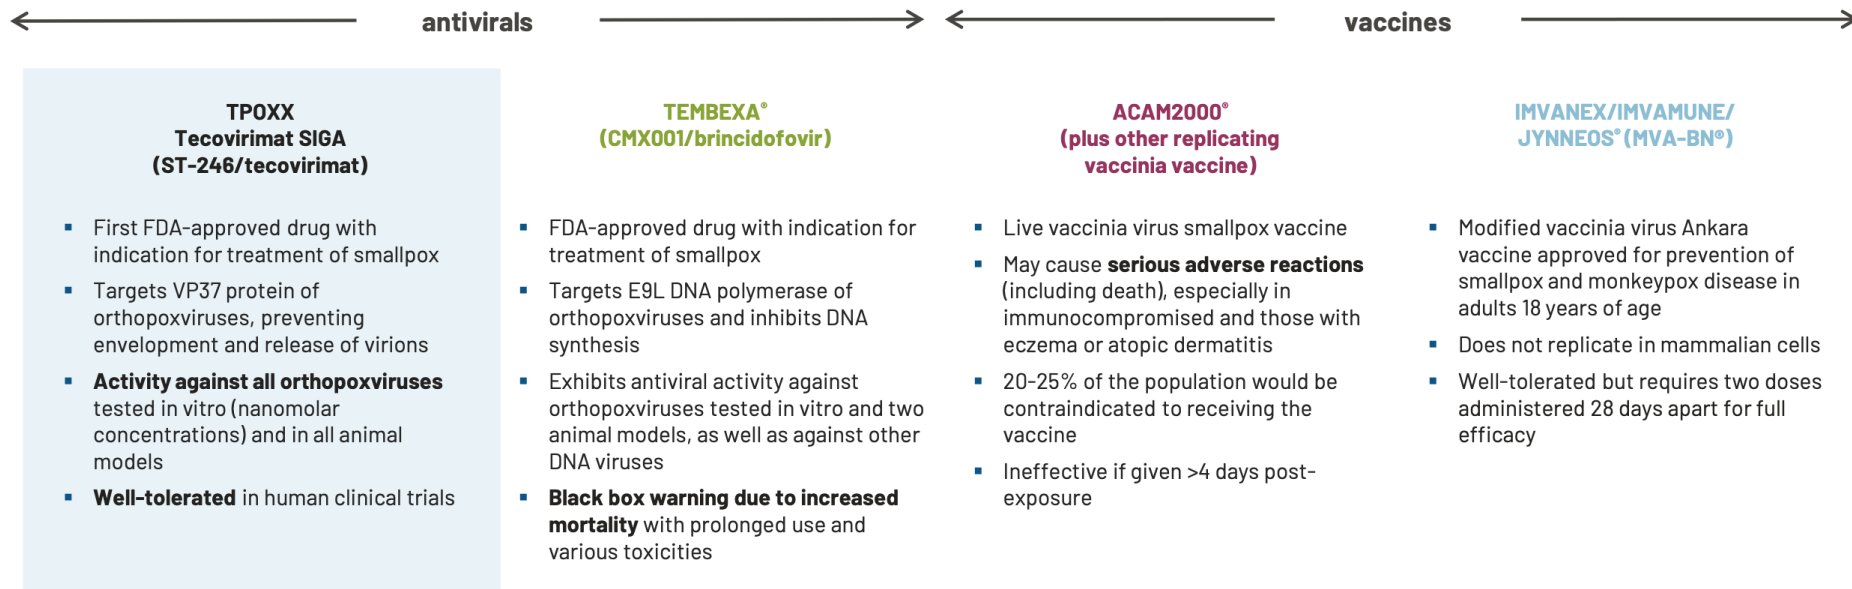 antivirals
vaccines
TPOXX
Tecovirimat SIGA
(ST-246/tecovirimat)
▪ First FDA-approved drug with
indication for treatment of smallpox
▪ Targets VP37 protein of
orthopoxviruses, preventing
envelopment and release of virions
▪ Activity against all orthopoxviruses
tested in vitro (nanomolar
concentrations) and in all animal
models
▪ Well-tolerated in human clinical trials
TEMBEXA®
(CMX001/brincidofovir)
▪ FDA-approved drug with indication for
treatment of smallpox
▪ Targets E9L DNA polymerase of
orthopoxviruses and inhibits DNA
synthesis
▪ Exhibits antiviral activity against
orthopoxviruses tested in vitro and two
animal models, as well as against other
DNA viruses
▪ Black box warning due to increased
mortality with prolonged use and
various toxicities
ACAM2000®
(plus other replicating
vaccinia vaccine)
▪ Live vaccinia virus smallpox vaccine
▪ May cause serious adverse reactions
(including death), especially in
immunocompromised and those with
eczema or atopic dermatitis
▪ 20-25% of the population would be
contraindicated to receiving the
vaccine
▪ Ineffective if given >4 days post-
exposure
IMVANEX/IMVAMUNE/
JYNNEOS® (MVA-BN®)
▪ Modified vaccinia virus Ankara
vaccine approved for prevention of
smallpox and monkeypox disease in
adults 18 years of age
▪ Does not replicate in mammalian cells
▪ Well-tolerated but requires two doses
administered 28 days apart for full
efficacy